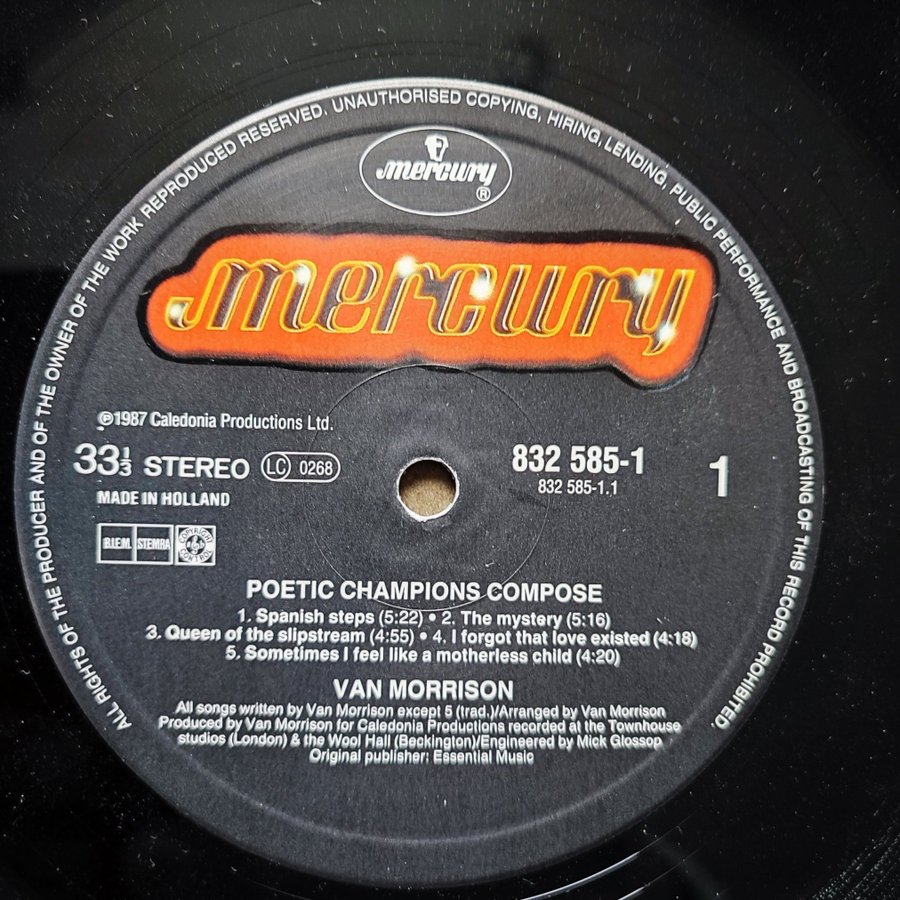 ALL RIGHTS OF THE PRODUCER AND OF THE OWNER OF THE WORK REPRODUCED RESERVED. UNAUTHORISED COPYING, HIRING, LENDING, PUBLIC PERFORMANCE AND BROADCASTING OF THIS RECORD PROHIBITED.
mercury ®
mercury
℗1987 Caledonia Productions Ltd.
33⅓ STEREO LC 0268
MADE IN HOLLAND
B.I.E.M. STEMRA COPYRIGHT CONTROL
832 585-1
832 585-1.1
1
POETIC CHAMPIONS COMPOSE
1. Spanish steps (5:22) • 2. The mystery (5:16)
3. Queen of the slipstream (4:55) • 4. I forgot that love existed (4:18)
5. Sometimes I feel like a motherless child (4:20)
VAN MORRISON
All songs written by Van Morrison except 5 (trad.)/Arranged by Van Morrison
Produced by Van Morrison for Caledonia Productions recorded at the Townhouse
studios (London) & the Wool Hall (Beckington)/Engineered by Mick Glossop
Original publisher: Essential Music